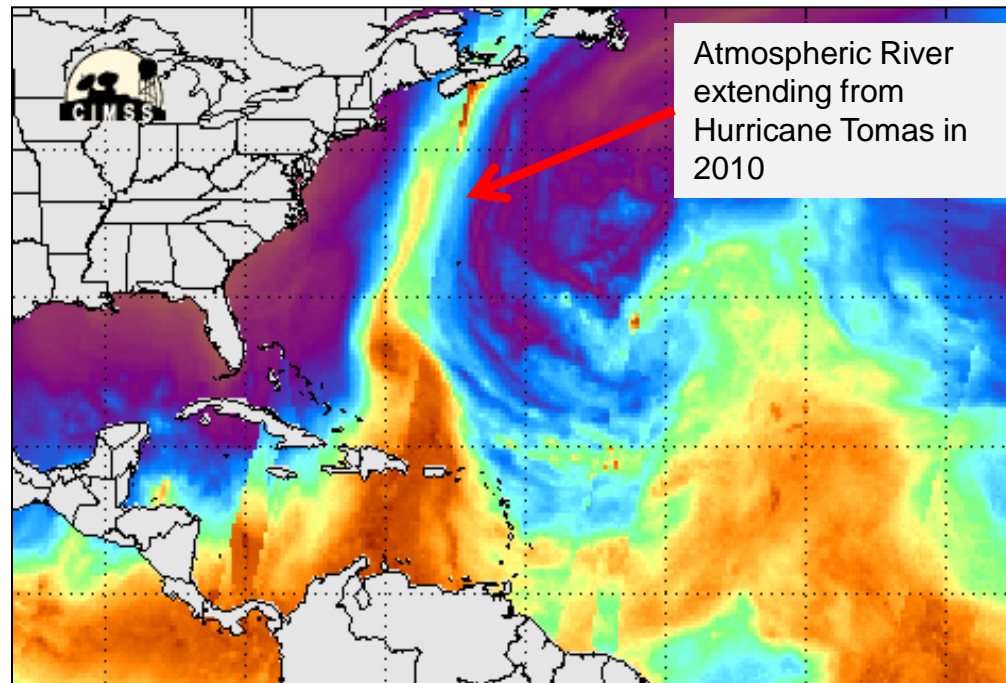 CIMSS
Atmospheric River
extending from
Hurricane Tomas in
2010